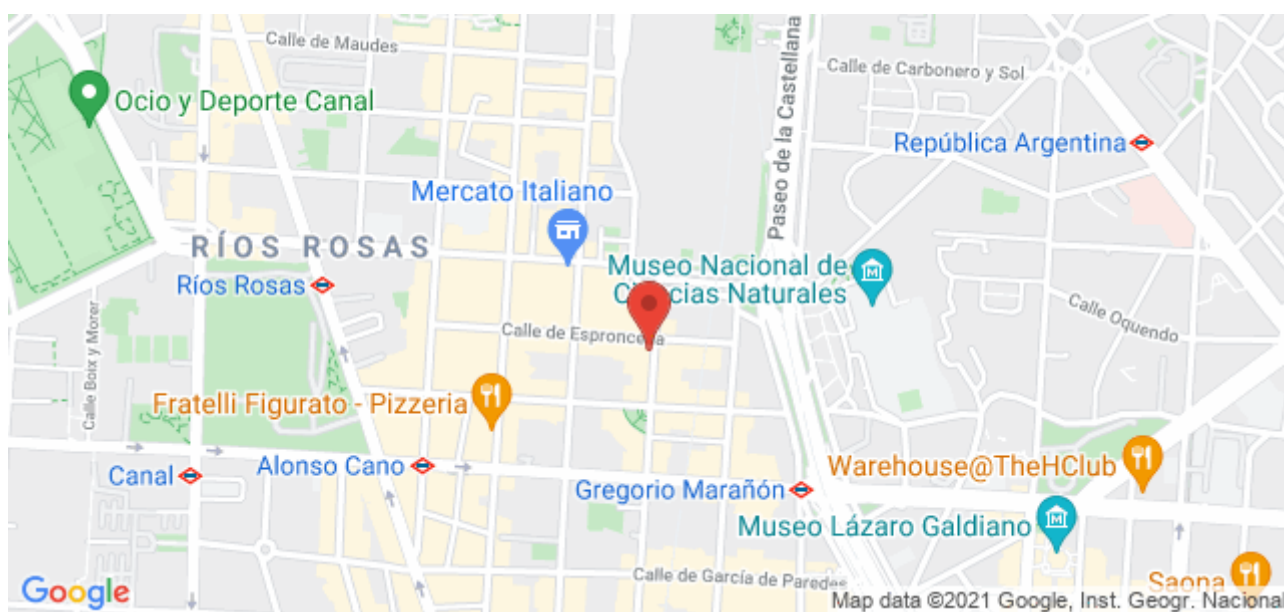 Calle de Maudes
Ocio y Deporte Canal
Paseo de la Castellana
Calle de Carbonero y Sol
República Argentina
Mercato Italiano
RÍOS ROSAS
Ríos Rosas
Museo Nacional de
Ciencias Naturales
Calle de Espronceda
Calle Oquendo
Calle Boix y Morer
Fratelli Figurato - Pizzeria
Canal
Alonso Cano
Gregorio Marañón
Warehouse@TheHClub
Museo Lázaro Galdiano
Calle de García de Paredes
Saona
Google
Map data ©2021 Google, Inst. Geogr. Nacional